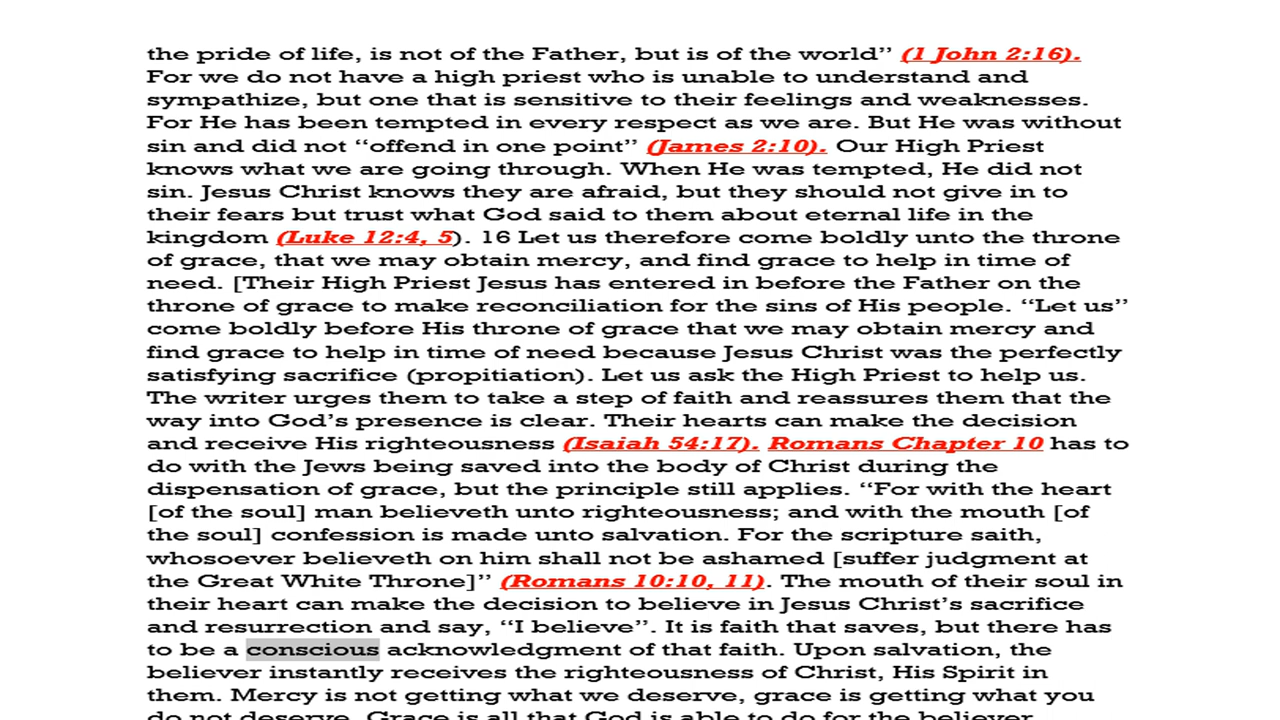 the pride of life, is not of the Father, but is of the world” (1 John 2:16).
For we do not have a high priest who is unable to understand and
sympathize, but one that is sensitive to their feelings and weaknesses.
For He has been tempted in every respect as we are. But He was without
sin and did not “offend in one point” (James 2:10). Our High Priest
knows what we are going through. When He was tempted, He did not
sin. Jesus Christ knows they are afraid, but they should not give in to
their fears but trust what God said to them about eternal life in the
kingdom (Luke 12:4, 5). 16 Let us therefore come boldly unto the throne
of grace, that we may obtain mercy, and find grace to help in time of
need. [Their High Priest Jesus has entered in before the Father on the
throne of grace to make reconciliation for the sins of His people. “Let us”
come boldly before His throne of grace that we may obtain mercy and
find grace to help in time of need because Jesus Christ was the perfectly
satisfying sacrifice (propitiation). Let us ask the High Priest to help us.
The writer urges them to take a step of faith and reassures them that the
way into God’s presence is clear. Their hearts can make the decision
and receive His righteousness (Isaiah 54:17). Romans Chapter 10 has to
do with the Jews being saved into the body of Christ during the
dispensation of grace, but the principle still applies. “For with the heart
[of the soul] man believeth unto righteousness; and with the mouth [of
the soul] confession is made unto salvation. For the scripture saith,
whosoever believeth on him shall not be ashamed [suffer judgment at
the Great White Throne]” (Romans 10:10, 11). The mouth of their soul in
their heart can make the decision to believe in Jesus Christ’s sacrifice
and resurrection and say, “I believe”. It is faith that saves, but there has
to be a conscious acknowledgment of that faith. Upon salvation, the
believer instantly receives the righteousness of Christ, His Spirit in
them. Mercy is not getting what we deserve, grace is getting what you
do not deserve. Grace is all that God is able to do for the believer